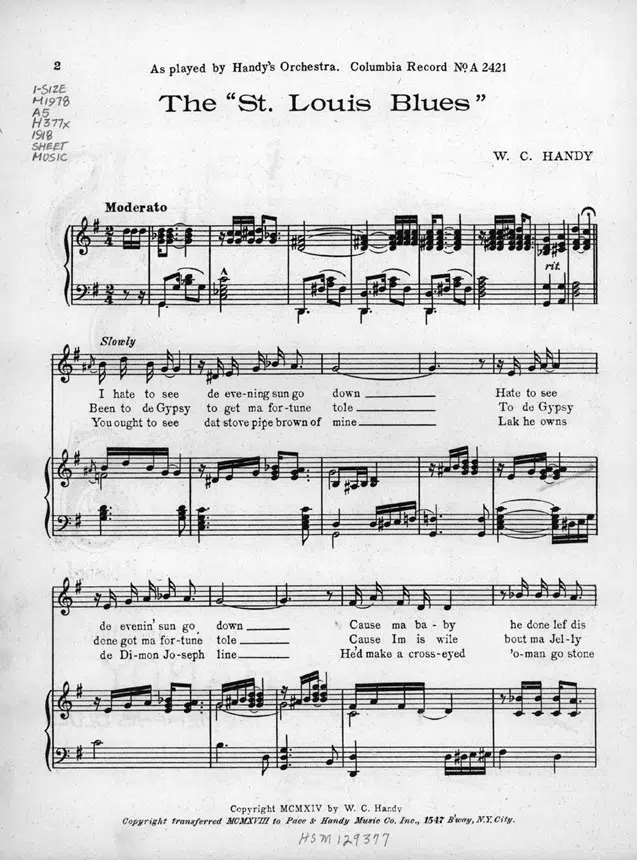 2
As played by Handy's Orchestra. Columbia Record No. A 2421
The "St. Louis Blues"
I-SIZE
M1978
A5
H377x
1918
SHEET
MUSIC
W. C. HANDY
Moderato
rit.
Slowly
I hate to see de eve-ning sun go down Hate to see
Been to de Gypsy to get ma for-tune tole To de Gypsy
You ought to see dat stove pipe brown of mine Lak he owns
de evenin' sun go down Cause ma ba-by he done lef dis
done got ma for-tune tole Cause Im is wile bout ma Jel-ly
de Di-mon Jo-seph line He'd make a cross-eyed 'o-man go stone
Copyright MCMXIV by W. C. Handy
Copyright transferred MCMXVIII to Pace & Handy Music Co. Inc., 1547 B'way, N.Y. City.
HSM 129377